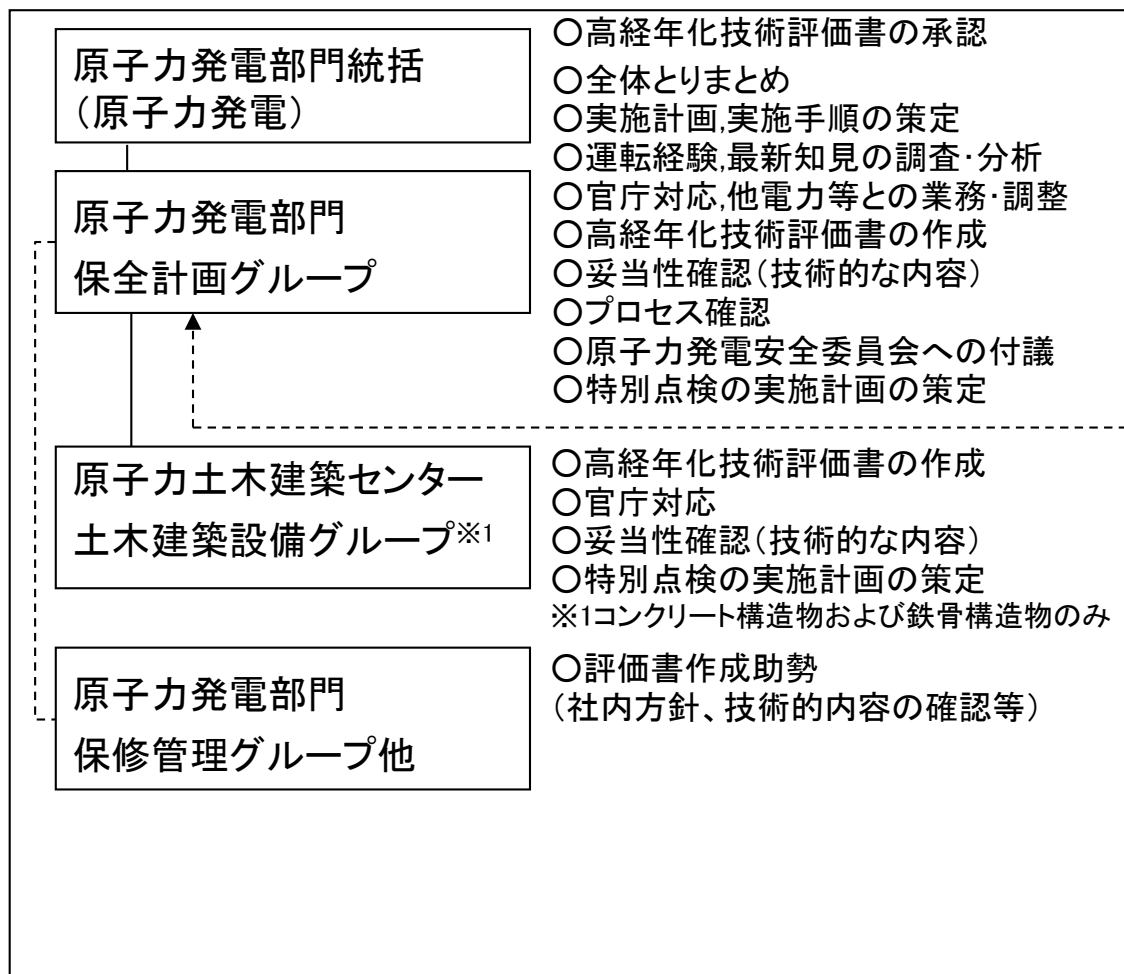 原子力発電部門統括
（原子力発電）
○高経年化技術評価書の承認
原子力発電部門
保全計画グループ
○全体とりまとめ
○実施計画,実施手順の策定
○運転経験,最新知見の調査・分析
○官庁対応,他電力等との業務・調整
○高経年化技術評価書の作成
○妥当性確認（技術的な内容）
○プロセス確認
○原子力発電安全委員会への付議
○特別点検の実施計画の策定
原子力土木建築センター
土木建築設備グループ※1
○高経年化技術評価書の作成
○官庁対応
○妥当性確認（技術的な内容）
○特別点検の実施計画の策定
※1コンクリート構造物および鉄骨構造物のみ
原子力発電部門
保修管理グループ他
○評価書作成助勢
（社内方針、技術的内容の確認等）